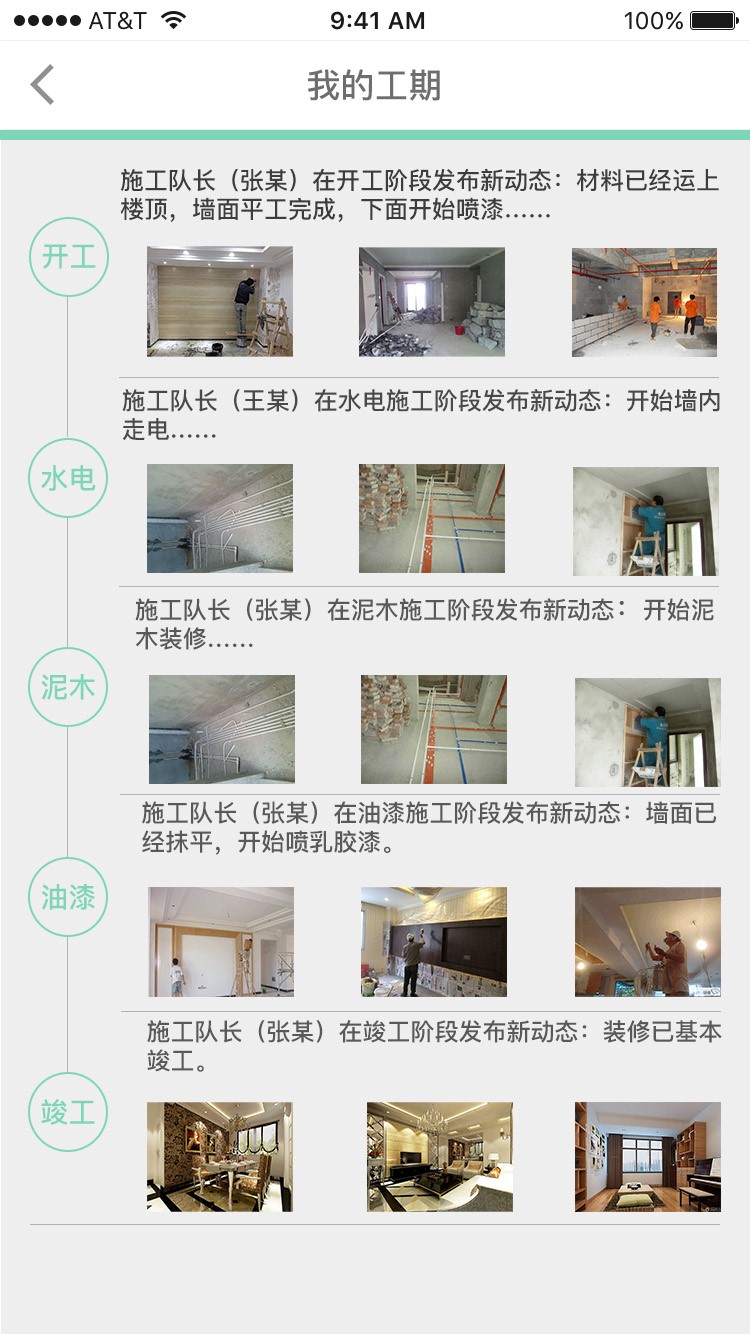 AT&T 9:41 AM 100%
我的工期
施工队长（张某）在开工阶段发布新动态：材料已经运上
楼顶，墙面平工完成，下面开始喷漆……
开工
施工队长（王某）在水电施工阶段发布新动态：开始墙内
走电……
水电
施工队长（张某）在泥木施工阶段发布新动态： 开始泥
木装修……
泥木
施工队长（张某）在油漆施工阶段发布新动态：墙面已
经抹平，开始喷乳胶漆。
油漆
施工队长（张某）在竣工阶段发布新动态：装修已基本
竣工。
竣工